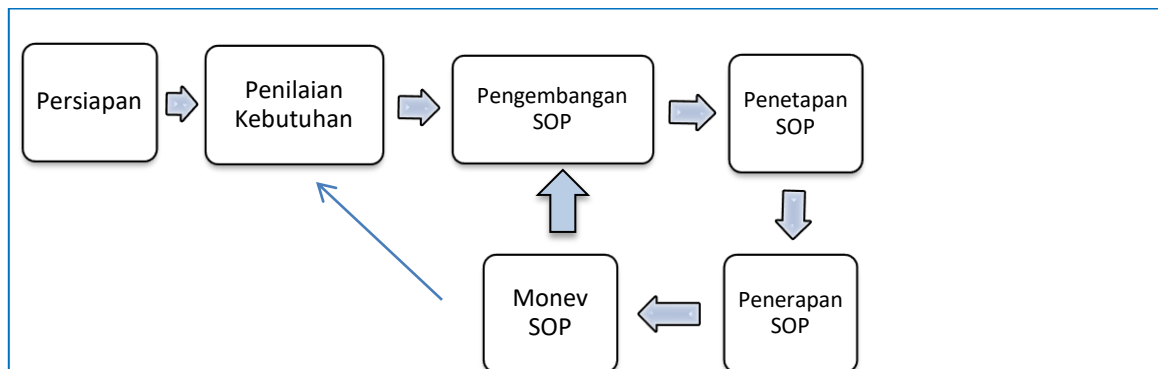 Persiapan
Penilaian
Kebutuhan
Pengembangan
SOP
Penetapan
SOP
Penerapan
SOP
Monev
SOP